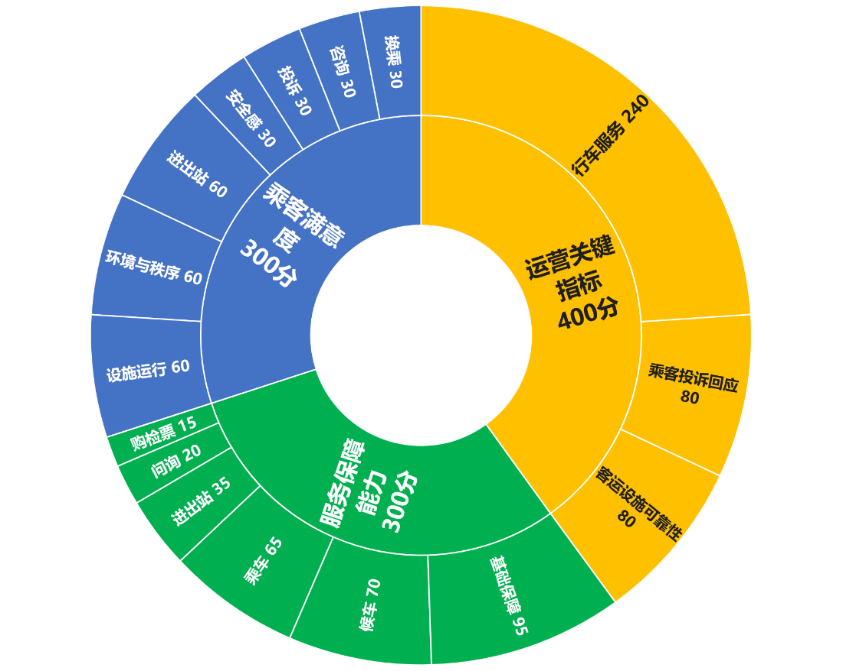 行车服务 240
乘客投诉回应
80
客运设施可靠性
80
运营关键
指标
400分
基础保障 95
候车 70
乘车 65
进出站 35
问询 20
购检票 15
服务保障
能力
300分
设施运行 60
环境与秩序 60
进出站 60
安全感 30
投诉 30
咨询 30
换乘 30
乘客满意
度
300分